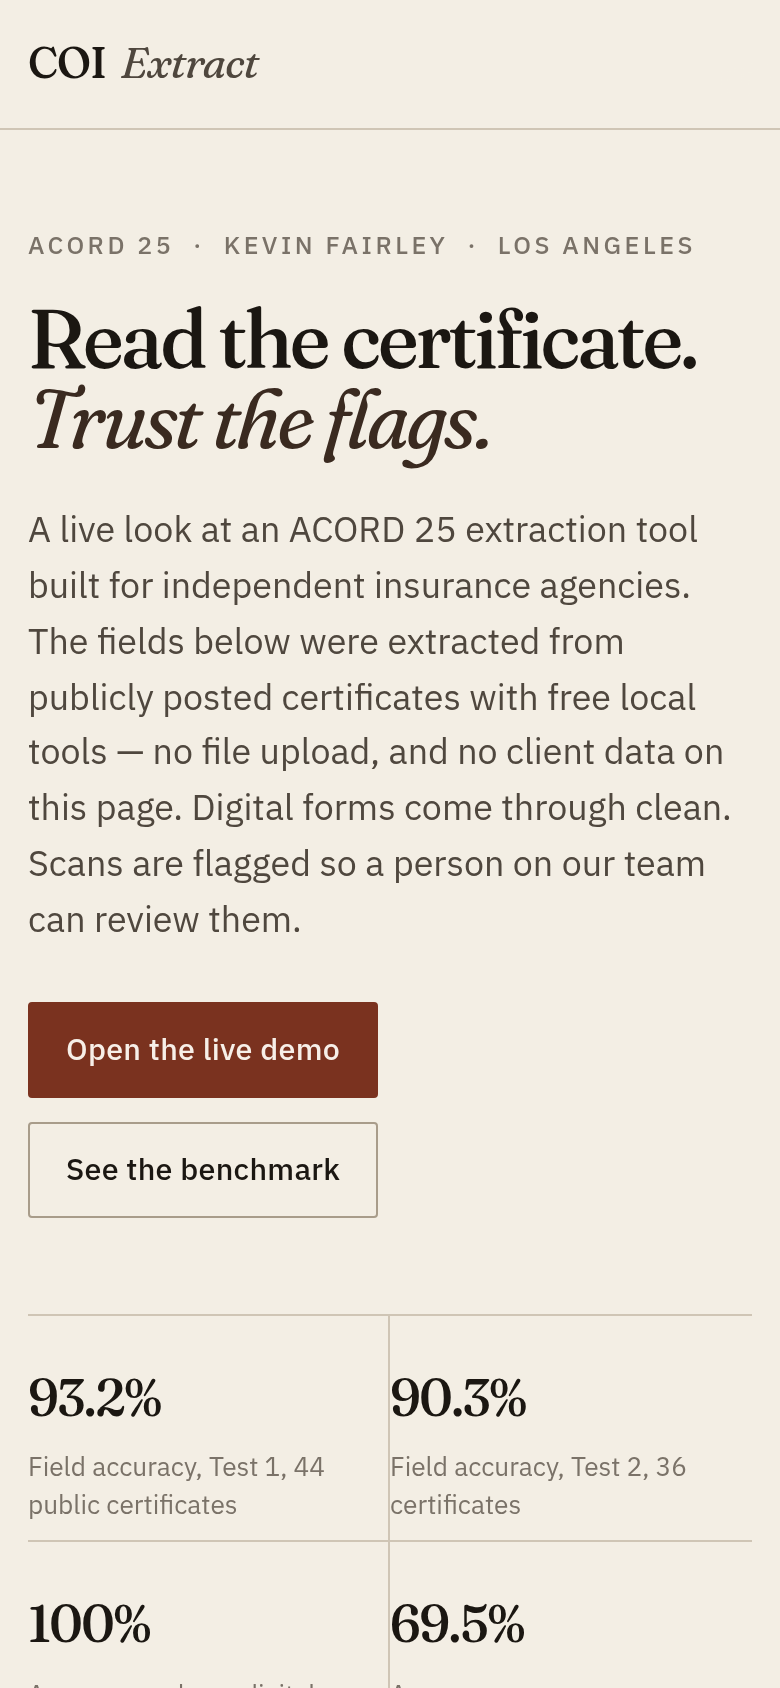 COI Extract
ACORD 25 · KEVIN FAIRLEY · LOS ANGELES
Read the certificate.
Trust the flags.
A live look at an ACORD 25 extraction tool
built for independent insurance agencies.
The fields below were extracted from
publicly posted certificates with free local
tools — no file upload, and no client data on
this page. Digital forms come through clean.
Scans are flagged so a person on our team
can review them.
Open the live demo
See the benchmark
93.2%
Field accuracy, Test 1, 44
public certificates
90.3%
Field accuracy, Test 2, 36
certificates
100%
69.5%